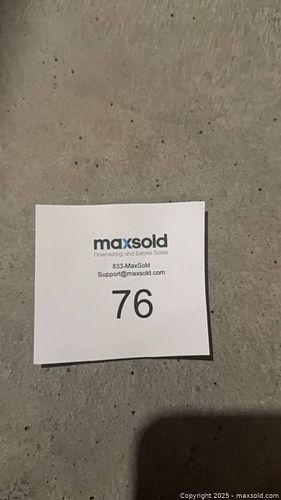 maxsold
Downsizing and Estate Sales
833-MaxSold
Support@maxsold.com
76
Copyright 2025 - maxsold.com